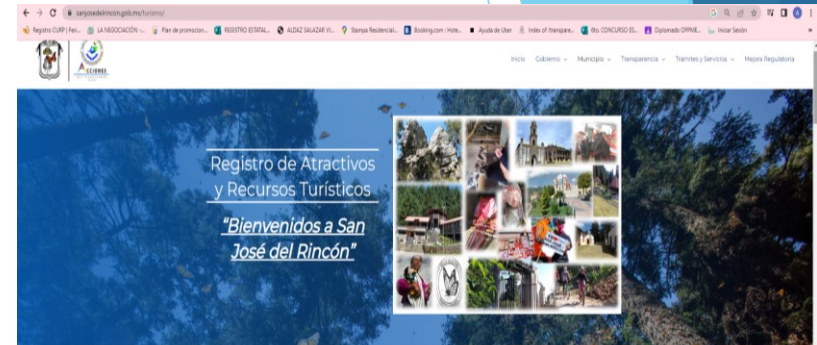 sanjosedelrincon.gob.mx/turismo/
Registro CURP | Feri... LA NEGOCIACIÓN -... Plan de promocion... REGISTRO ESTATAL... ALDAZ SALAZAR VI... Stampa Residencial... Booking.com : Hote... Ayuda de Uber Index of /transpare... 6to. CONCURSO ES... Diplomado OPPME... Iniciar Sesión
ACCIONES
Inicio Gobierno Municipio Transparencia Trámites y Servicios Mejora Regulatoria
Registro de Atractivos
y Recursos Turísticos
"Bienvenidos a San
José del Rincón"